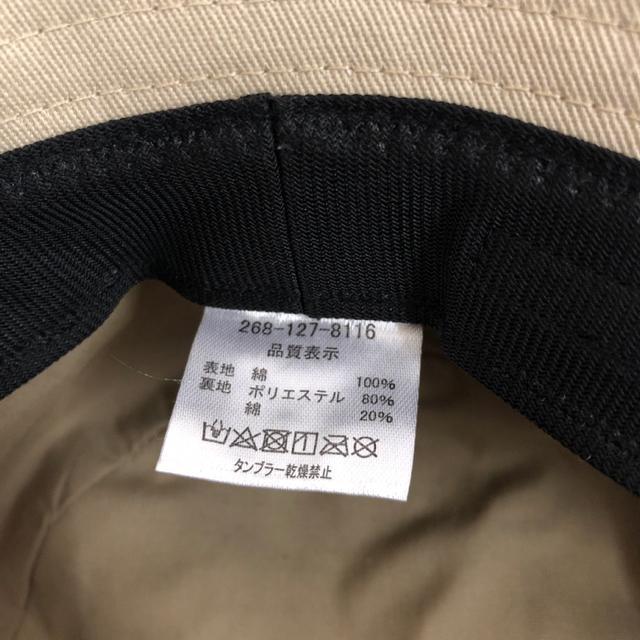 268-127-8116
品質表示
表地 綿 100%
裏地 ポリエステル 80%
綿 20%
タンブラー乾燥禁止